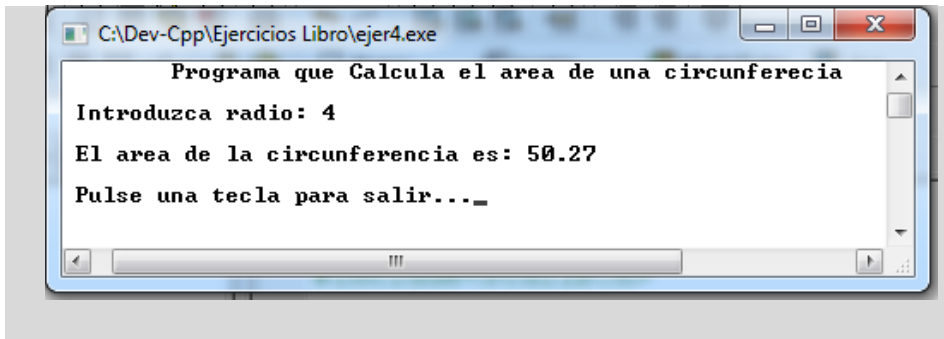 C:\Dev-Cpp\Ejercicios Libro\ejer4.exe
Programa que Calcula el area de una circunferecia
Introduzca radio: 4
El area de la circunferencia es: 50.27
Pulse una tecla para salir..._